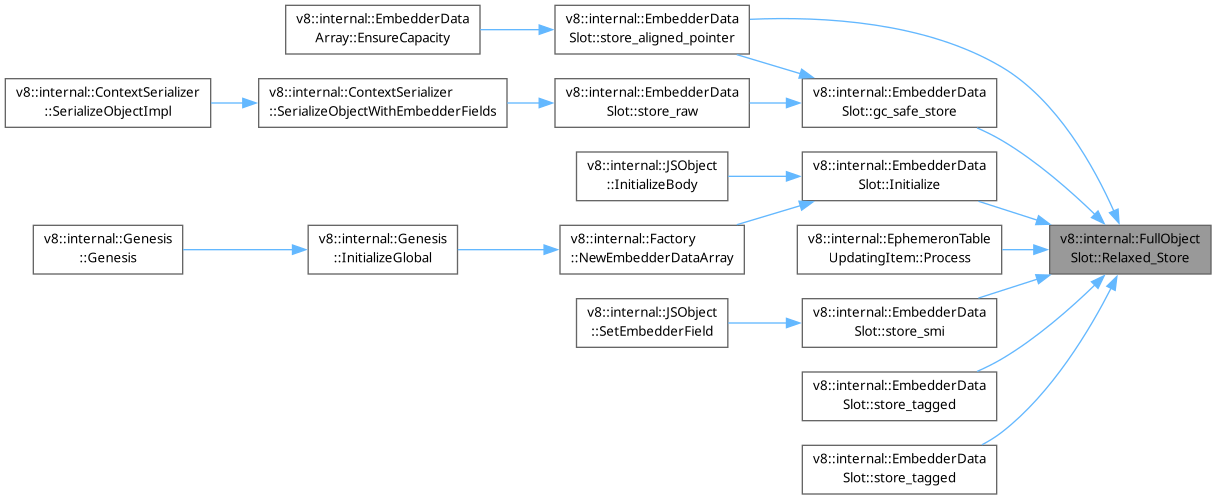 v8::internal::EmbedderData
Array::EnsureCapacity
v8::internal::EmbedderData
Slot::store_aligned_pointer
v8::internal::ContextSerializer
::SerializeObjectImpl
v8::internal::ContextSerializer
::SerializeObjectWithEmbedderFields
v8::internal::EmbedderData
Slot::store_raw
v8::internal::EmbedderData
Slot::gc_safe_store
v8::internal::JSObject
::InitializeBody
v8::internal::EmbedderData
Slot::Initialize
v8::internal::Genesis
::Genesis
v8::internal::Genesis
::InitializeGlobal
v8::internal::Factory
::NewEmbedderDataArray
v8::internal::EphemeronTable
UpdatingItem::Process
v8::internal::FullObject
Slot::Relaxed_Store
v8::internal::JSObject
::SetEmbedderField
v8::internal::EmbedderData
Slot::store_smi
v8::internal::EmbedderData
Slot::store_tagged
v8::internal::EmbedderData
Slot::store_tagged